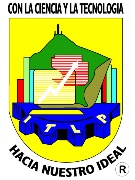 CON LA CIENCIA Y LA TECNOLOGIA
I T L P
HACIA NUESTRO IDEAL
®